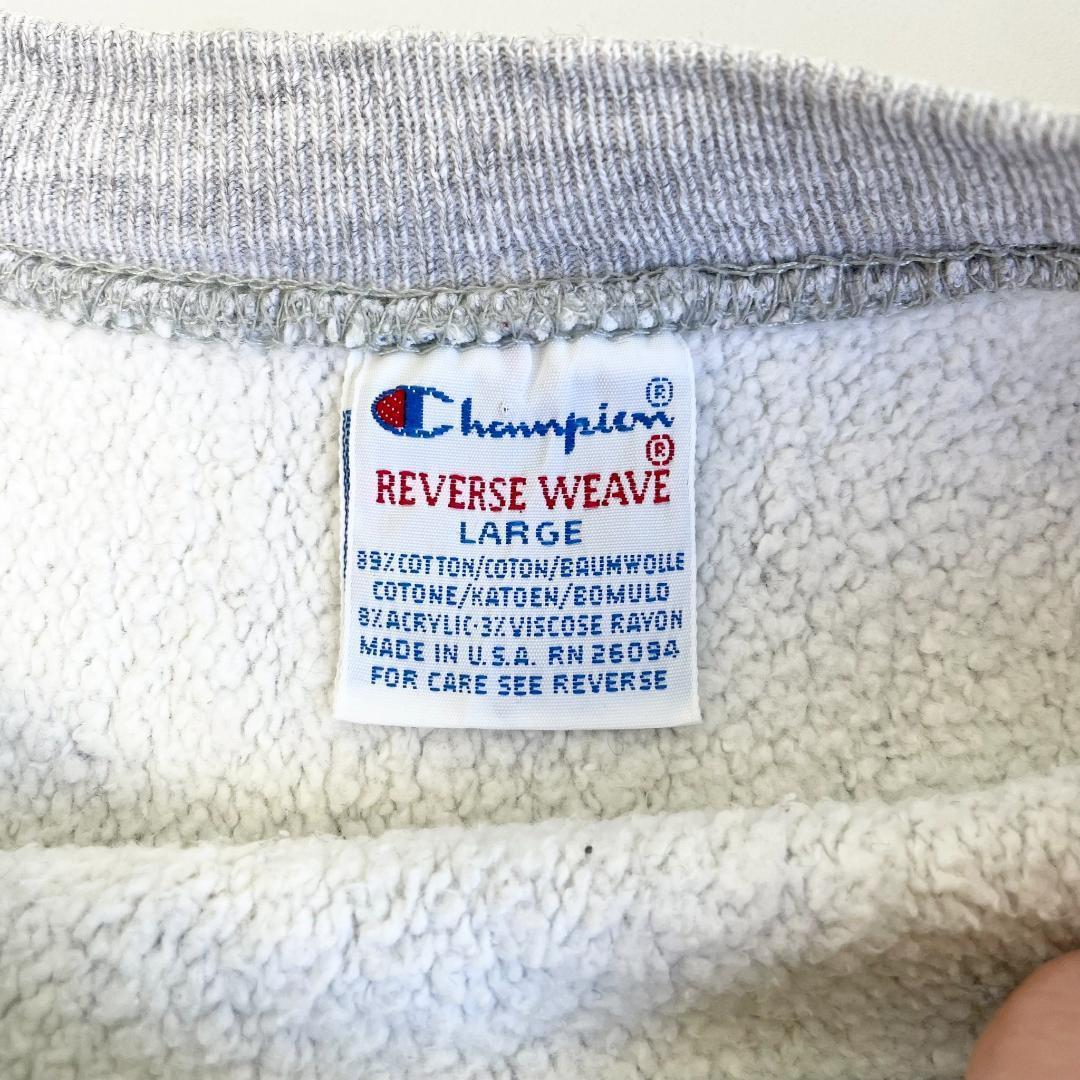 Champion®
REVERSE WEAVE®
LARGE
89% COTTON/COTON/BAUMWOLLE
COTONE/KATOEN/BOMULD
8% ACRYLIC·3% VISCOSE RAYON
MADE IN U.S.A. RN 26094
FOR CARE SEE REVERSE